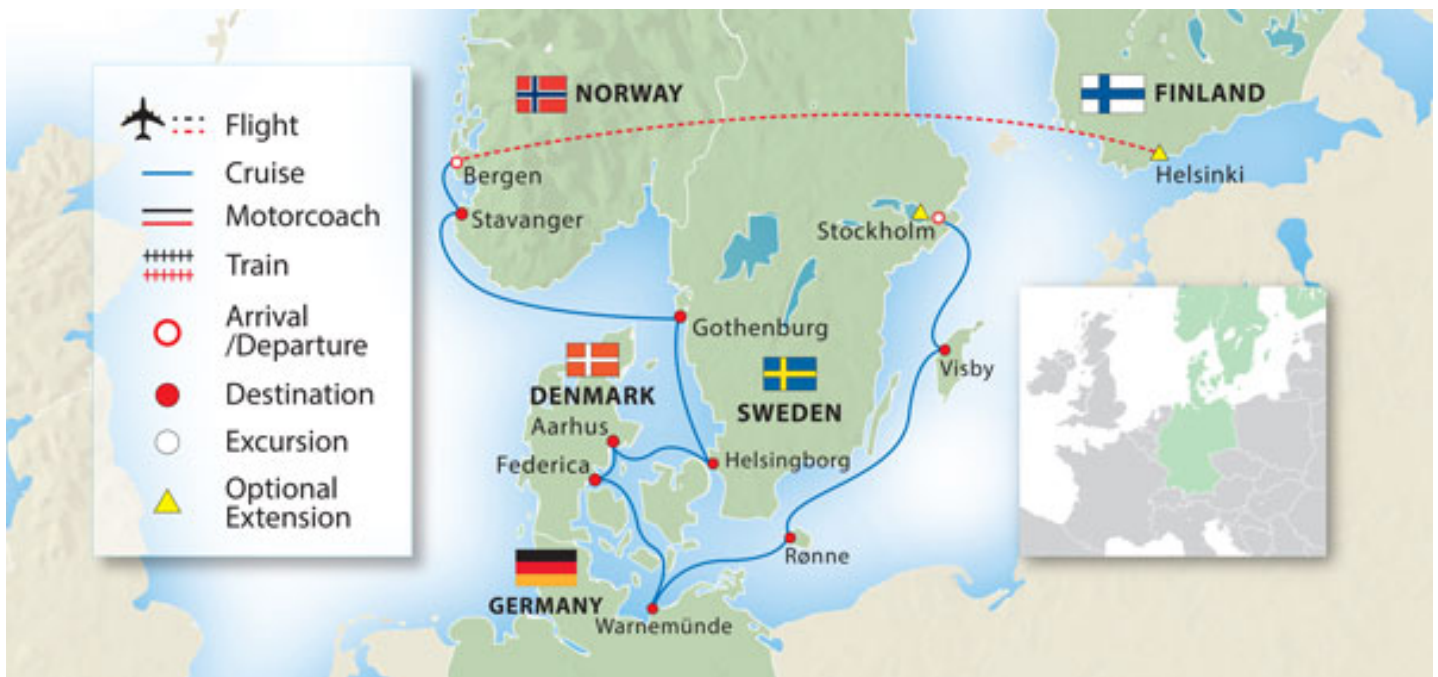 Flight
Cruise
Motorcoach
Train
Arrival
/Departure
Destination
Excursion
Optional
Extension
NORWAY
FINLAND
Bergen
Helsinki
Stavanger
Stockholm
Gothenburg
Visby
DENMARK
SWEDEN
Aarhus
Federica
Helsingborg
Rønne
GERMANY
Warnemünde